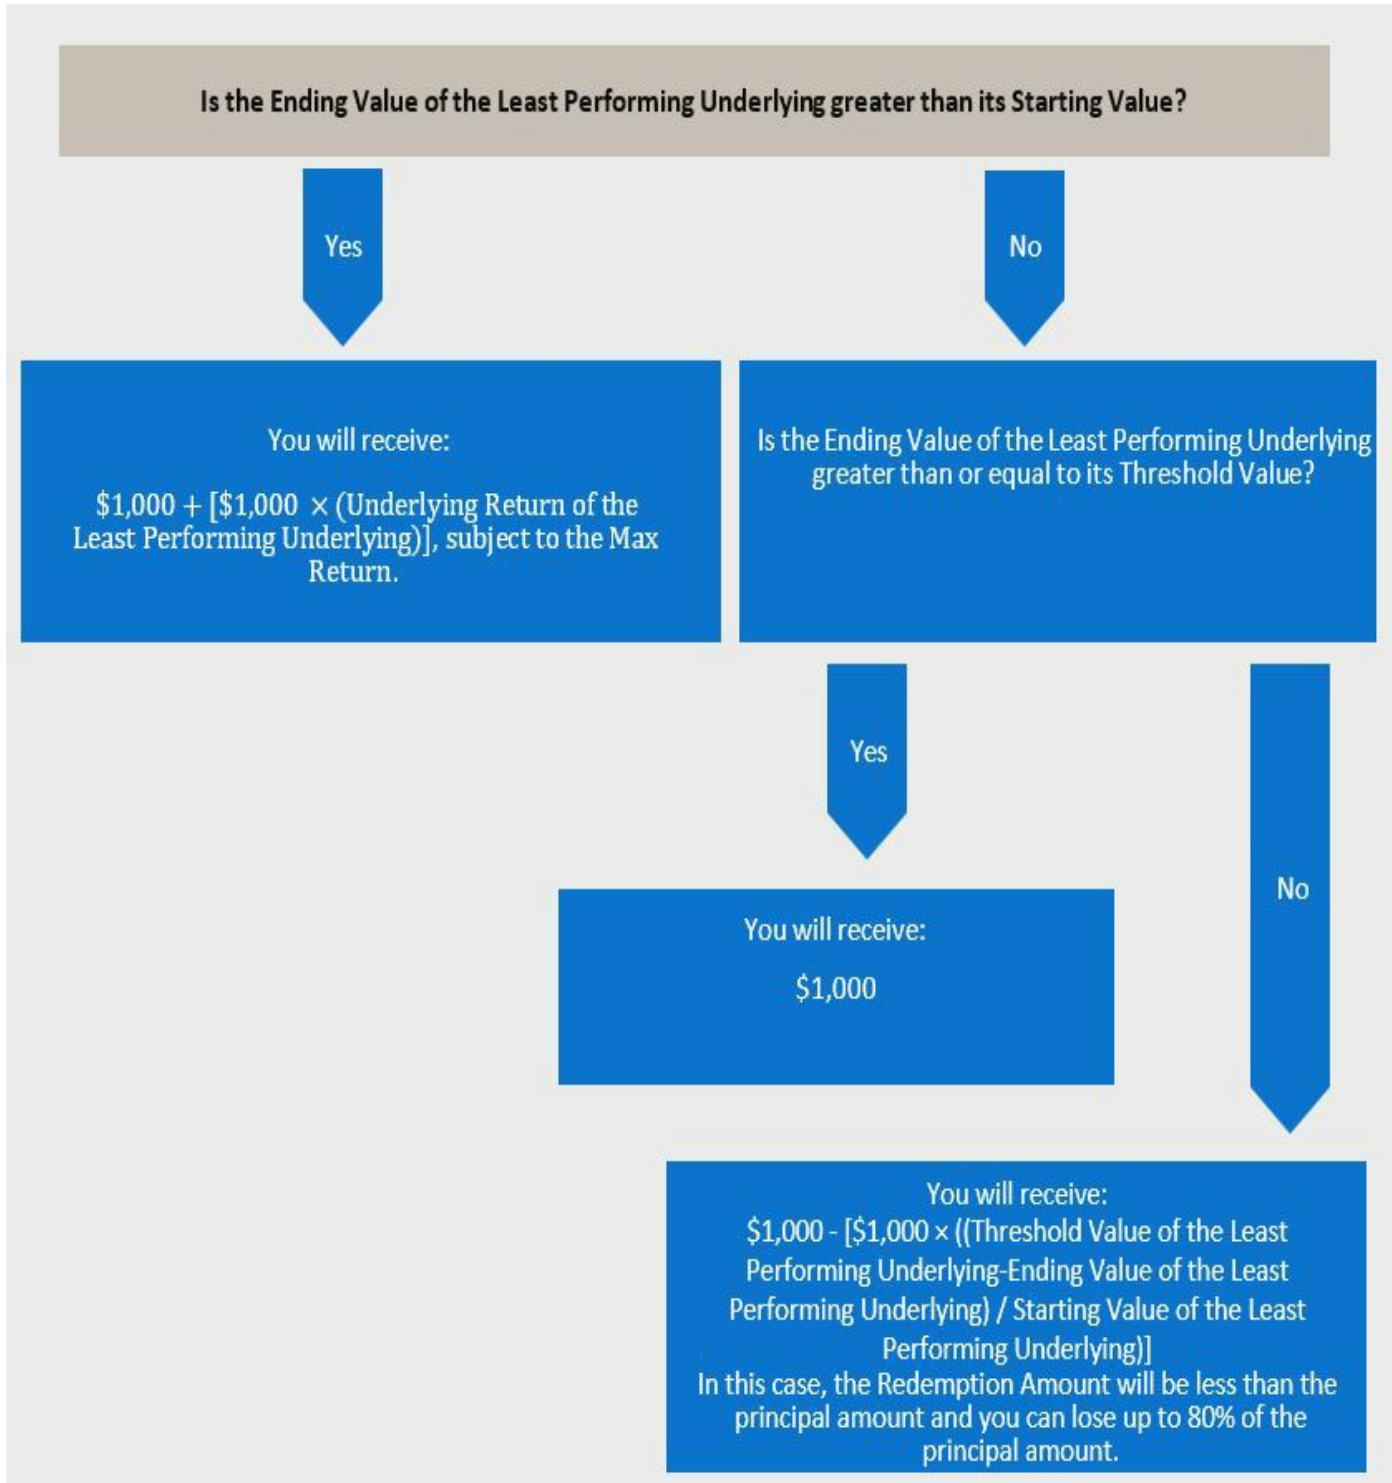 Is the Ending Value of the Least Performing Underlying greater than its Starting Value?
Yes
No
You will receive:
$1,000 + [$1,000 × (Underlying Return of the
Least Performing Underlying)], subject to the Max
Return.
Is the Ending Value of the Least Performing Underlying
greater than or equal to its Threshold Value?
Yes
No
You will receive:
$1,000
You will receive:
$1,000 - [$1,000 × ((Threshold Value of the Least
Performing Underlying-Ending Value of the Least
Performing Underlying) / Starting Value of the Least
Performing Underlying)]
In this case, the Redemption Amount will be less than the
principal amount and you can lose up to 80% of the
principal amount.